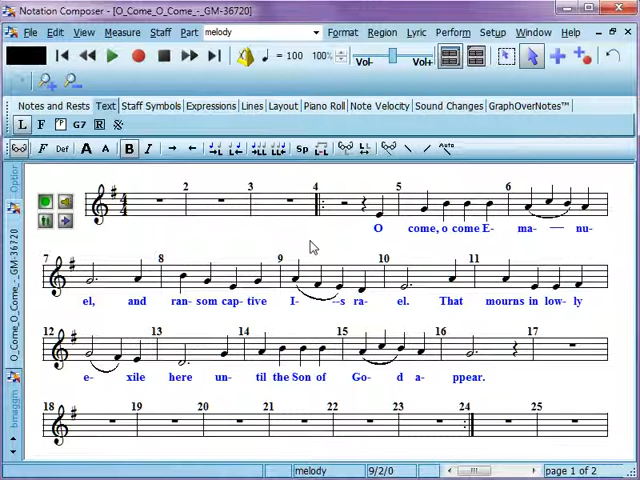 Notation Composer - [O_Come_O_Come_-_GM-36720]
File Edit View Part melody Format Region Lyric Perform Setup Window Help
= 100 100 % Vol- Vol+
Notes and Rests Text Staff Symbols Expressions Lines Layout Piano Roll Note Velocity Sound Changes GraphOverNotes™
L F P G7 R
F Def A A B I Sp Auto
2 3 4 5 6
O come, o come E- ma- nu-
7 8 9 10 11
el, and ran- som cap- tive I- --s ra- el. That mourns in low- ly
12 13 14 15 16 17
e- xile here un- til the Son of Go- d a- ppear.
18 19 20 21 22 23 24 25
Option
O_Come_O_Come_-_GM-36720
bmaggm
melody 9/2/0 page 1 of 2